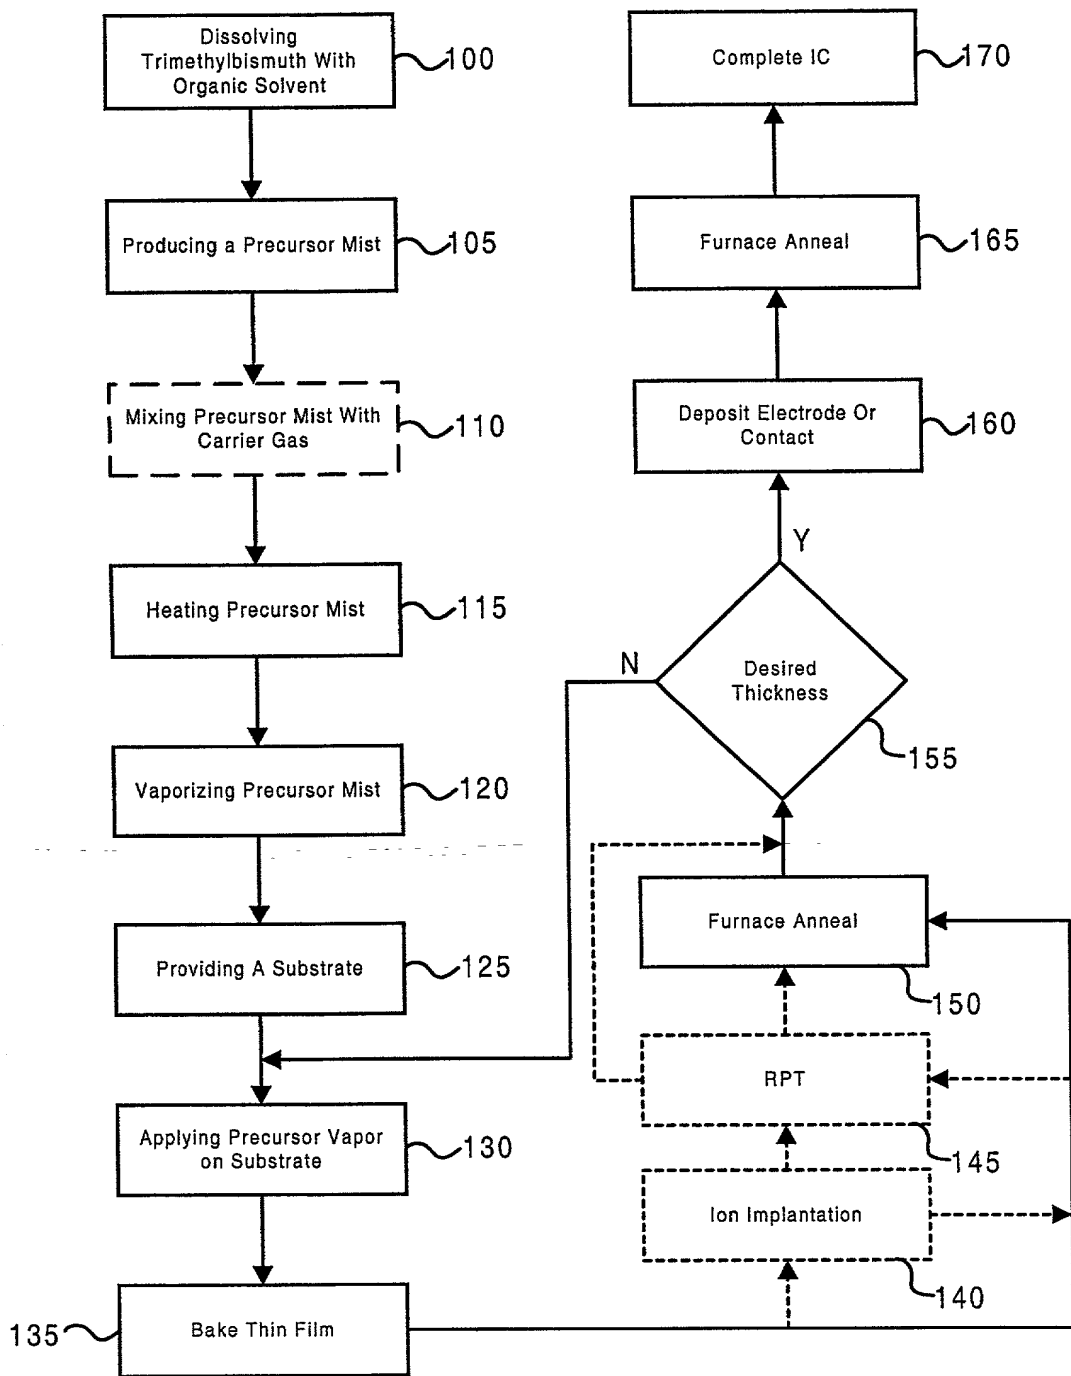 Dissolving
Trimethylbismuth With
Organic Solvent
100
Producing a Precursor Mist
105
Mixing Precursor Mist With
Carrier Gas
110
Heating Precursor Mist
115
Vaporizing Precursor Mist
120
Providing A Substrate
125
Applying Precursor Vapor
on Substrate
130
Bake Thin Film
135
Ion Implantation
140
RPT
145
Furnace Anneal
150
Desired
Thickness
155
N
Y
Deposit Electrode Or
Contact
160
Furnace Anneal
165
Complete IC
170